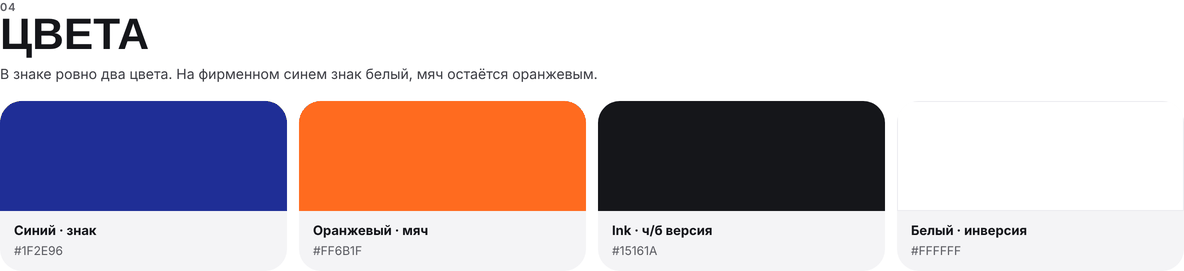 04
ЦВЕТА
В знаке ровно два цвета. На фирменном синем знак белый, мяч остаётся оранжевым.
Синий · знак
#1F2E96
Оранжевый · мяч
#FF6B1F
Ink · ч/б версия
#15161A
Белый · инверсия
#FFFFFF